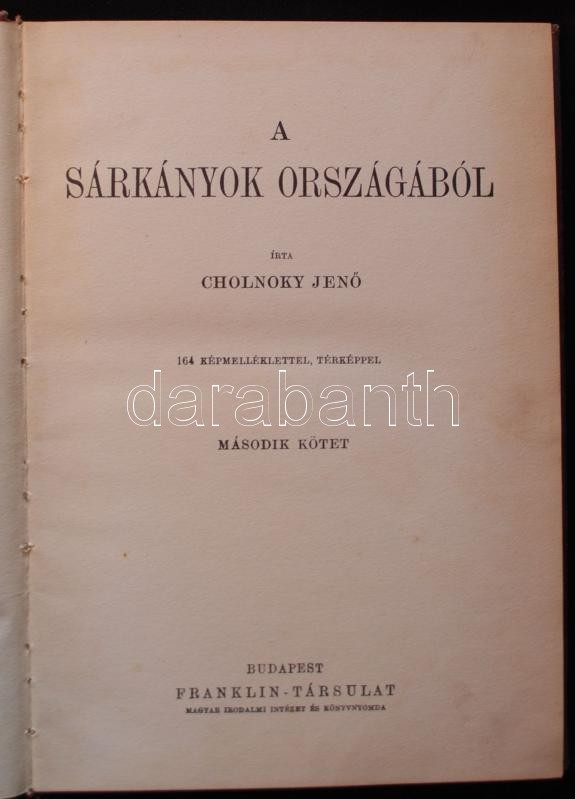 A
SÁRKÁNYOK ORSZÁGÁBÓL
ÍRTA
CHOLNOKY JENŐ
164 KÉPMELLÉKLETTEL, TÉRKÉPPEL
darabanth
MÁSODIK KÖTET
BUDAPEST
FRANKLIN-TÁRSULAT
MAGYAR IRODALMI INTÉZET ÉS KÖNYVNYOMDA